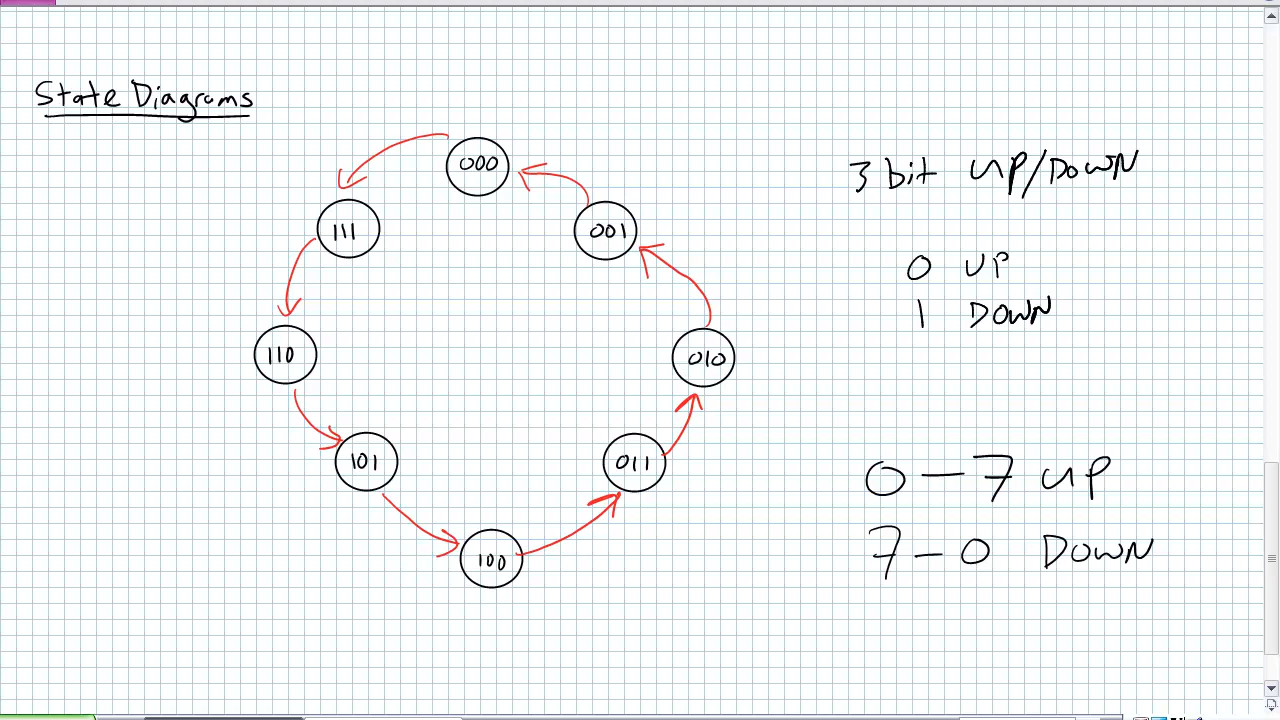 State Diagrams
000
3 bit UP/DOWN
111
001
0 UP
1 DOWN
110
010
101
011
0 - 7 UP
100
7 - 0 DOWN